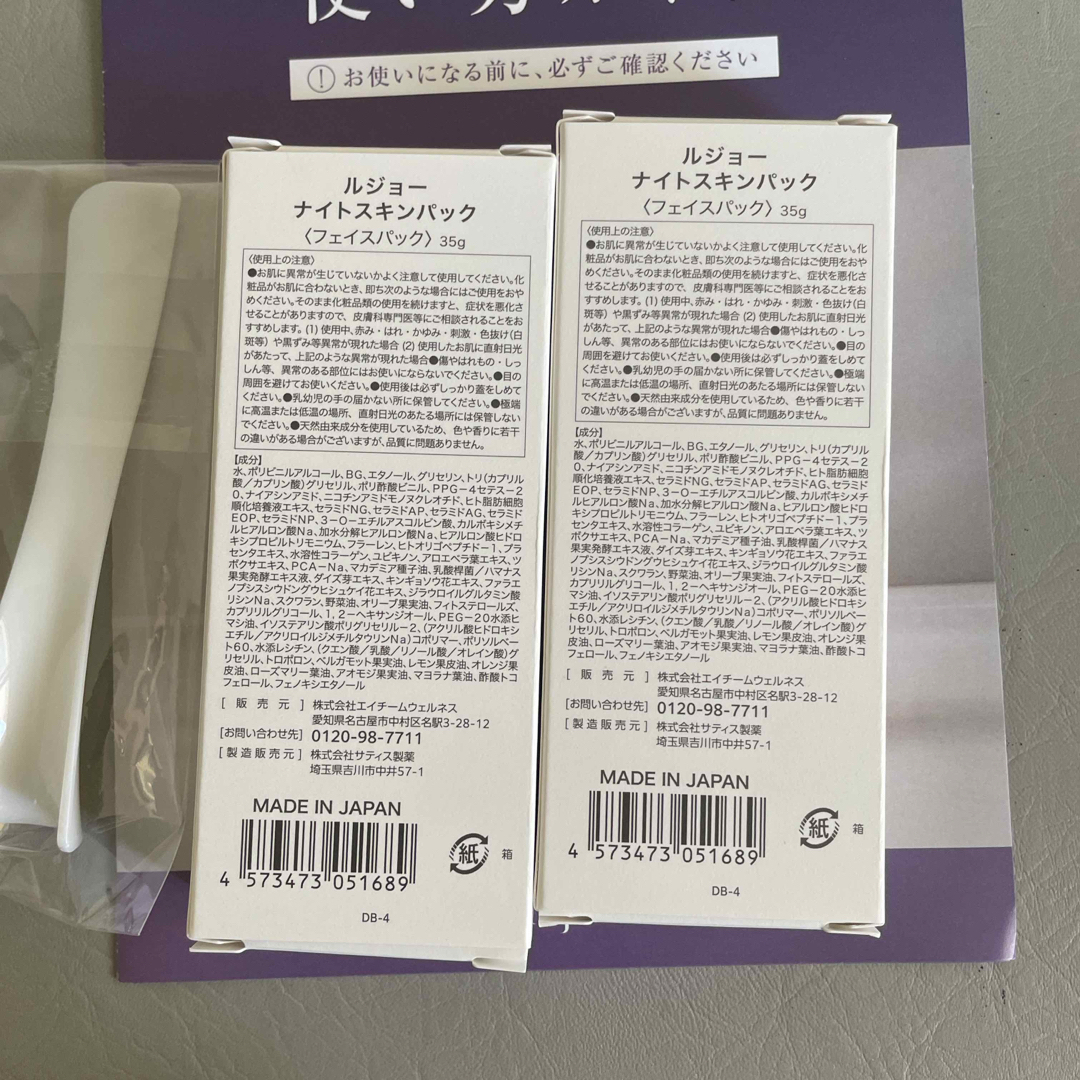 お使いになる前に、必ずご確認ください
ルジョー
ナイトスキンパック
〈フェイスパック〉35g
〈使用上の注意〉
●お肌に異常が生じていないかよく注意して使用してください。化
粧品がお肌に合わないとき、即ち次のような場合にはご使用をおや
めください。そのまま化粧品類の使用を続けますと、症状を悪化さ
せることがありますので、皮膚科専門医等にご相談されることをお
すすめします。(1) 使用中、赤み・はれ・かゆみ・刺激・色抜け(白
斑等)や黒ずみ等異常が現れた場合 (2) 使用したお肌に直射日光
があたって、上記のような異常が現れた場合●傷やはれもの・しっ
しん等、異常のある部位にはお使いにならないでください。●目の
周囲を避けてお使いください。●使用後は必ずしっかり蓋をしめて
ください。●乳幼児の手の届かない所に保管してください。●極端
に高温または低温の場所、直射日光のあたる場所には保管しない
でください。●天然由来成分を使用しているため、色や香りに若干
の違いがある場合がございますが、品質に問題ありません。
【成分】
水、ポリビニルアルコール、BG、エタノール、グリセリン、トリ(カプリル
酸/カプリン酸)グリセリル、ポリ酢酸ビニル、PPG-4セテス-2
0、ナイアシンアミド、ニコチンアミドモノヌクレオチド、ヒト脂肪細胞
順化培養液エキス、セラミドNG、セラミドAP、セラミドAG、セラミド
EOP、セラミドNP、3-O-エチルアスコルビン酸、カルボキシメチ
ルヒアルロン酸Na、加水分解ヒアルロン酸Na、ヒアルロン酸ヒドロ
キシプロピルトリモニウム、フラーレン、ヒトオリゴペプチド-1、プラ
センタエキス、水溶性コラーゲン、ユビキノン、アロエベラ葉エキス、ツ
ボクサエキス、PCA-Na、マカデミア種子油、乳酸桿菌/ハマナス
果実発酵エキス液、ダイズ芽エキス、キンギョソウ花エキス、ファラエ
ノプシスシウドングウヒシュケイ花エキス、ジラウロイルグルタミン酸
リシンNa、スクワラン、野菜油、オリーブ果実油、フィトステロールズ、
カプリリルグリコール、1,2-ヘキサンジオール、PEG-20水添ヒ
マシ油、イソステアリン酸ポリグリセリル-2、(アクリル酸ヒドロキシ
エチル/アクリロイルジメチルタウリンNa)コポリマー、ポリソルベー
ト60、水添レシチン、(クエン酸/乳酸/リノール酸/オレイン酸)グ
リセリル、トロポロン、ベルガモット果実油、レモン果皮油、オレンジ果
皮油、ローズマリー葉油、アオモジ果実油、マヨラナ葉油、酢酸トコ
フェロール、フェノキシエタノール
[販売元] 株式会社エイチームウェルネス
愛知県名古屋市中村区名駅3-28-12
[お問い合わせ先] 0120-98-7711
[製造販売元] 株式会社サティス製薬
埼玉県吉川市中井57-1
MADE IN JAPAN
紙 箱
4 573473 051689
DB-4
ルジョー
ナイトスキンパック
〈フェイスパック〉35g
〈使用上の注意〉
●お肌に異常が生じていないかよく注意して使用してください。化
粧品がお肌に合わないとき、即ち次のような場合にはご使用をおや
めください。そのまま化粧品類の使用を続けますと、症状を悪化さ
せることがありますので、皮膚科専門医等にご相談されることをお
すすめします。(1) 使用中、赤み・はれ・かゆみ・刺激・色抜け(白
斑等)や黒ずみ等異常が現れた場合 (2) 使用したお肌に直射日光
があたって、上記のような異常が現れた場合●傷やはれもの・しっ
しん等、異常のある部位にはお使いにならないでください。●目の
周囲を避けてお使いください。●使用後は必ずしっかり蓋をしめて
ください。●乳幼児の手の届かない所に保管してください。●極端
に高温または低温の場所、直射日光のあたる場所には保管しない
でください。●天然由来成分を使用しているため、色や香りに若干
の違いがある場合がございますが、品質に問題ありません。
【成分】
水、ポリビニルアルコール、BG、エタノール、グリセリン、トリ(カプリル
酸/カプリン酸)グリセリル、ポリ酢酸ビニル、PPG-4セテス-2
0、ナイアシンアミド、ニコチンアミドモノヌクレオチド、ヒト脂肪細胞
順化培養液エキス、セラミドNG、セラミドAP、セラミドAG、セラミド
EOP、セラミドNP、3-O-エチルアスコルビン酸、カルボキシメチ
ルヒアルロン酸Na、加水分解ヒアルロン酸Na、ヒアルロン酸ヒドロ
キシプロピルトリモニウム、フラーレン、ヒトオリゴペプチド-1、プラ
センタエキス、水溶性コラーゲン、ユビキノン、アロエベラ葉エキス、ツ
ボクサエキス、PCA-Na、マカデミア種子油、乳酸桿菌/ハマナス
果実発酵エキス液、ダイズ芽エキス、キンギョソウ花エキス、ファラエ
ノプシスシウドングウヒシュケイ花エキス、ジラウロイルグルタミン酸
リシンNa、スクワラン、野菜油、オリーブ果実油、フィトステロールズ、
カプリリルグリコール、1,2-ヘキサンジオール、PEG-20水添ヒ
マシ油、イソステアリン酸ポリグリセリル-2、(アクリル酸ヒドロキシ
エチル/アクリロイルジメチルタウリンNa)コポリマー、ポリソルベー
ト60、水添レシチン、(クエン酸/乳酸/リノール酸/オレイン酸)グ
リセリル、トロポロン、ベルガモット果実油、レモン果皮油、オレンジ果
皮油、ローズマリー葉油、アオモジ果実油、マヨラナ葉油、酢酸トコ
フェロール、フェノキシエタノール
[販売元] 株式会社エイチームウェルネス
愛知県名古屋市中村区名駅3-28-12
[お問い合わせ先] 0120-98-7711
[製造販売元] 株式会社サティス製薬
埼玉県吉川市中井57-1
MADE IN JAPAN
紙 箱
4 573473 051689
DB-4